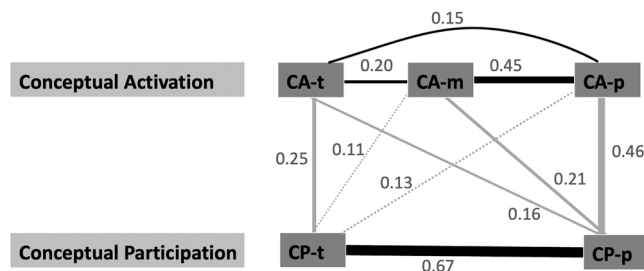 0.15
Conceptual Activation CA-t 0.20 CA-m 0.45 CA-p
0.25 0.11 0.13 0.21 0.46
0.16
Conceptual Participation CP-t CP-p
0.67